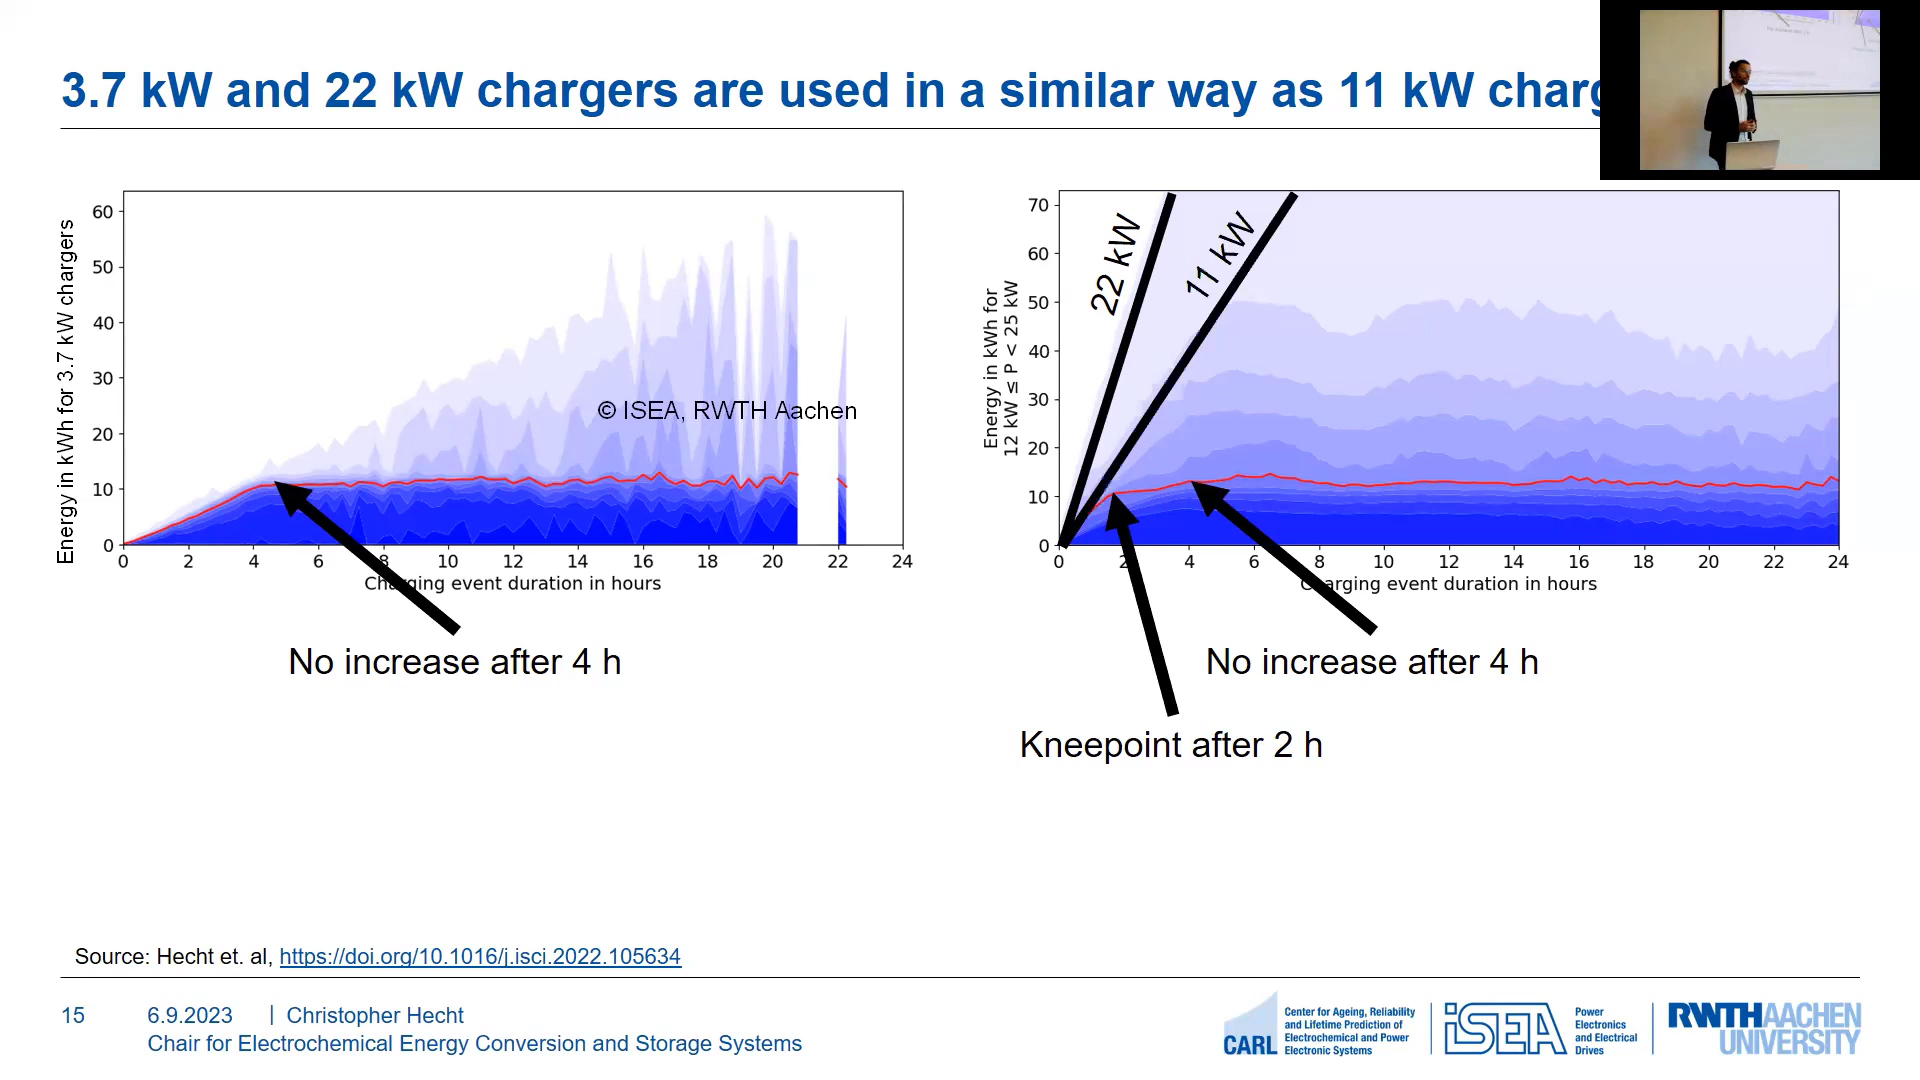 3.7 kW and 22 kW chargers are used in a similar way as 11 kW
Energy in kWh for 3.7 kW chargers
60
50
40
30
20
10
0
0 2 4 6 8 10 12 14 16 18 20 22 24
Charging event duration in hours
© ISEA, RWTH Aachen
No increase after 4 h
Energy in kWh for
12 kW ≤ P < 25 kW
70
60
50
40
30
20
10
0
22 kW
11 kW
0 2 4 6 8 10 12 14 16 18 20 22 24
Charging event duration in hours
No increase after 4 h
Kneepoint after 2 h
Source: Hecht et. al, https://doi.org/10.1016/j.isci.2022.105634
15 6.9.2023 | Christopher Hecht
Chair for Electrochemical Energy Conversion and Storage Systems
CARL
Center for Ageing, Reliability
and Lifetime Prediction of
Electrochemical and Power
Electronic Systems
iSEA
Power
Electronics
and Electrical
Drives
RWTHAACHEN
UNIVERSITY